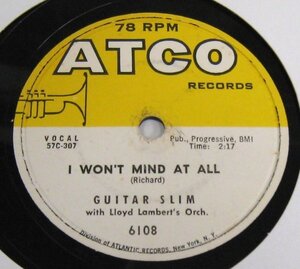 78 RPM
ATCO
RECORDS
VOCAL
57C-307
Pub., Progressive, BMI
Time: 2:17
I WON'T MIND AT ALL
(Richard)
GUITAR SLIM
with Lloyd Lambert's Orch.
6108
Division of ATLANTIC RECORDS, New York, N. Y.